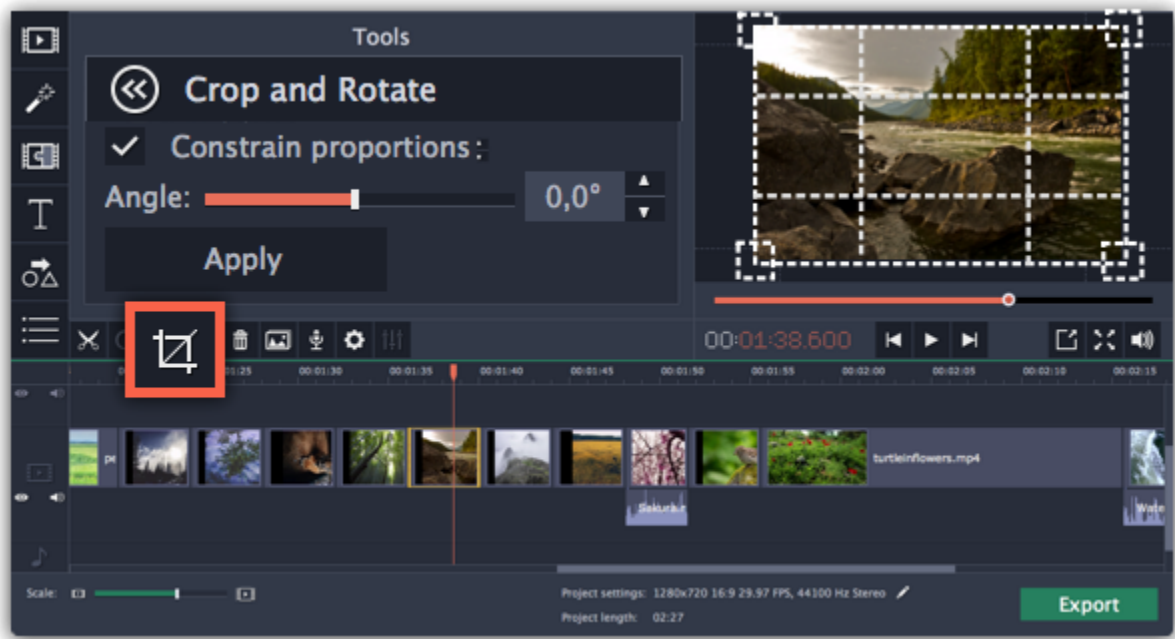 Tools
Crop and Rotate
Constrain proportions :
Angle: 0,0°
Apply
00:01:38.600
00:01:30 00:01:35 00:01:40 00:01:45 00:01:50 00:01:55 00:02:00 00:02:05 00:02:10 00:02:15
turtleinflowers.mp4
Sakura.
Scale:
Project settings: 1280x720 16:9 29.97 FPS, 44100 Hz Stereo
Project length: 02:27
Export